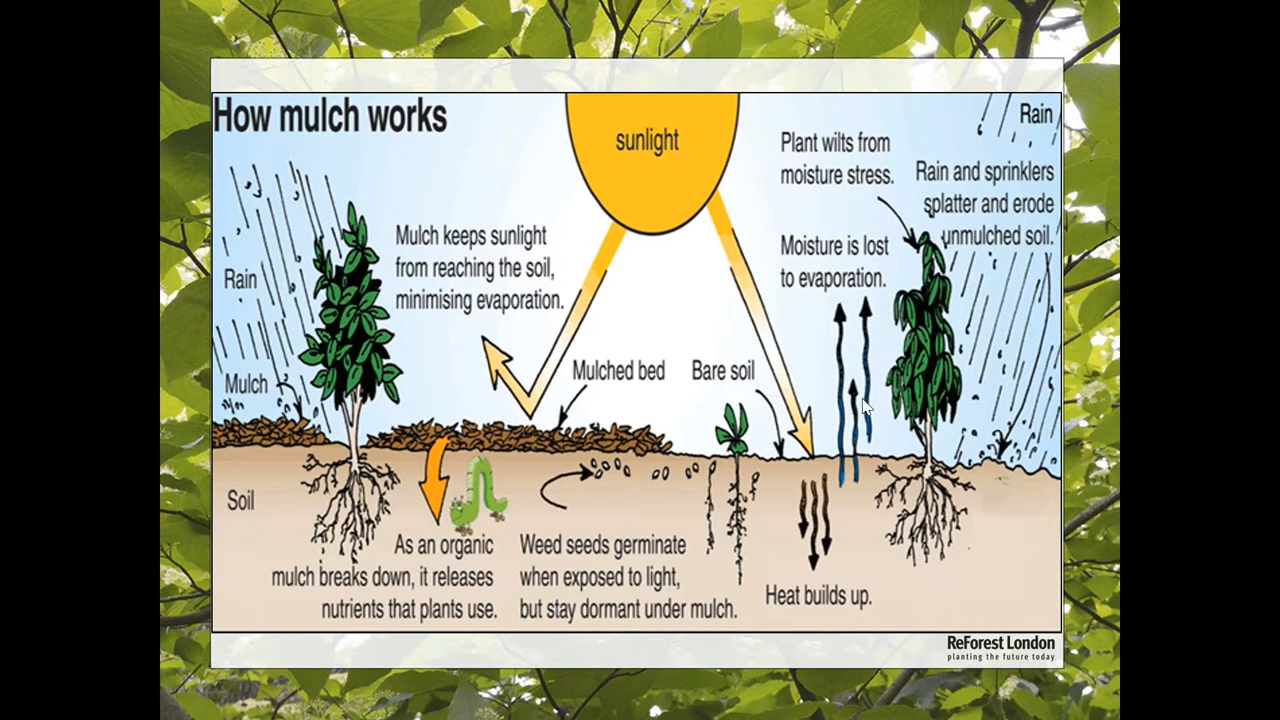 How mulch works
sunlight
Rain
Plant wilts from
moisture stress.
Rain and sprinklers
splatter and erode
unmulched soil.
Mulch keeps sunlight
from reaching the soil,
minimising evaporation.
Moisture is lost
to evaporation.
Rain
Mulch
Mulched bed
Bare soil
Soil
As an organic
mulch breaks down, it releases
nutrients that plants use.
Weed seeds germinate
when exposed to light,
but stay dormant under mulch.
Heat builds up.
ReForest London
planting the future today